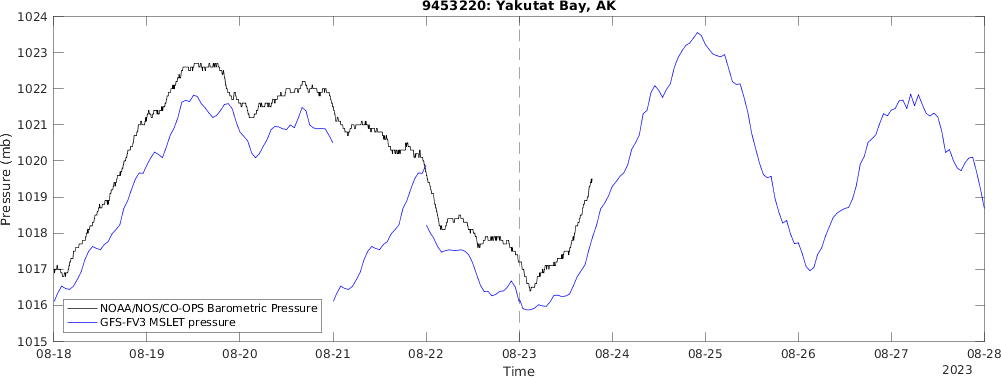 9453220: Yakutat Bay, AK
1024
1023
1022
1021
1020
1019
1018
1017
1016
1015
Pressure (mb)
NOAA/NOS/CO-OPS Barometric Pressure
GFS-FV3 MSLET pressure
08-18 08-19 08-20 08-21 08-22 08-23 08-24 08-25 08-26 08-27 08-28
Time
2023